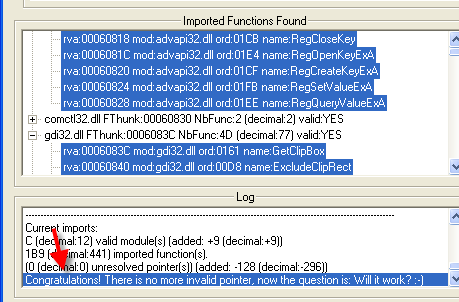 Imported Functions Found
rva:00060818 mod:advapi32.dll ord:01CB name:RegCloseKey
rva:0006081C mod:advapi32.dll ord:01E4 name:RegOpenKeyExA
rva:00060820 mod:advapi32.dll ord:01CF name:RegCreateKeyExA
rva:00060824 mod:advapi32.dll ord:01FB name:RegSetValueExA
rva:00060828 mod:advapi32.dll ord:01EE name:RegQueryValueExA
comctl32.dll FThunk:00060830 NbFunc:2 (decimal:2) valid:YES
gdi32.dll FThunk:0006083C NbFunc:4D (decimal:77) valid:YES
rva:0006083C mod:gdi32.dll ord:0161 name:GetClipBox
rva:00060840 mod:gdi32.dll ord:00D8 name:ExcludeClipRect
Log
Current imports:
C (decimal:12) valid module(s) (added: +9 (decimal:+9))
1B9 (decimal:441) imported function(s).
(0 (decimal:0) unresolved pointer(s)) (added: -128 (decimal:-296))
Congratulations! There is no more invalid pointer, now the question is: Will it work? :-)